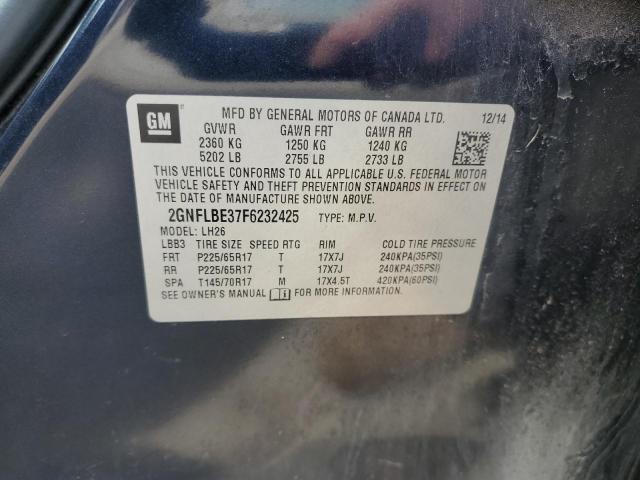 GM
MFD BY GENERAL MOTORS OF CANADA LTD. 12/14
GVWR GAWR FRT GAWR RR
2360 KG 1250 KG 1240 KG
5202 LB 2755 LB 2733 LB
THIS VEHICLE CONFORMS TO ALL APPLICABLE U.S. FEDERAL MOTOR
VEHICLE SAFETY AND THEFT PREVENTION STANDARDS IN EFFECT ON
THE DATE OF MANUFACTURE SHOWN ABOVE.
2GNFLBE37F6232425 TYPE: M.P.V.
MODEL: LH26
LBB3 TIRE SIZE SPEED RTG RIM COLD TIRE PRESSURE
FRT P225/65R17 T 17X7J 240KPA(35PSI)
RR P225/65R17 T 17X7J 240KPA(35PSI)
SPA T145/70R17 M 17X4.5T 420KPA(60PSI)
SEE OWNER'S MANUAL FOR MORE INFORMATION.